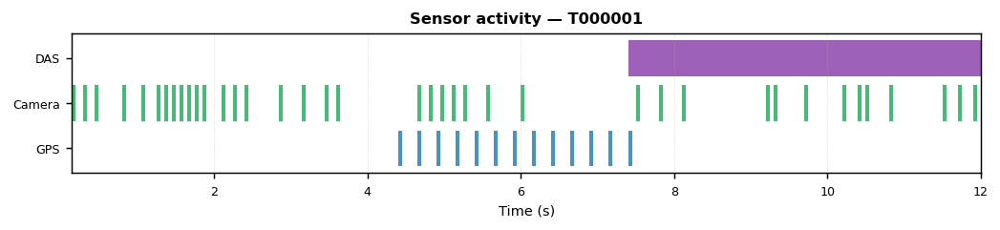 Sensor activity — T000001
DAS
Camera
GPS
2 4 6 8 10 12
Time (s)